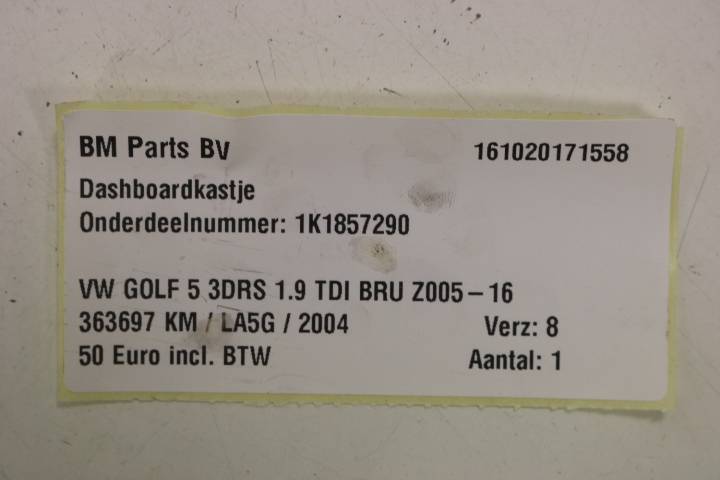 BM Parts BV 161020171558
Dashboardkastje
Onderdeelnummer: 1K1857290
VW GOLF 5 3DRS 1.9 TDI BRU Z005-16
363697 KM / LA5G / 2004 Verz: 8
50 Euro incl. BTW Aantal: 1